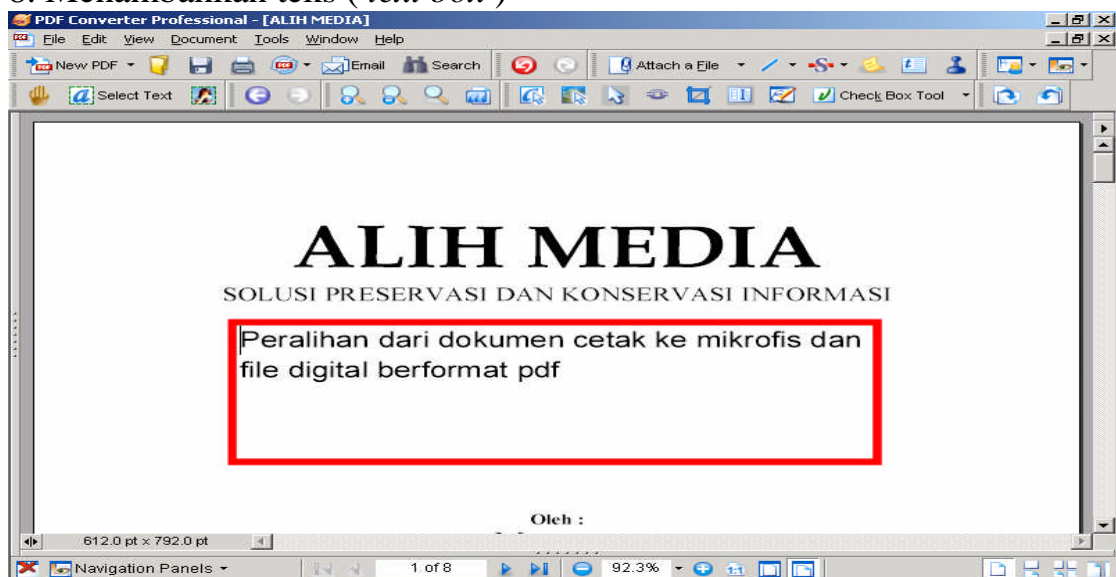 PDF Converter Professional - [ALIH MEDIA]
File Edit View Document Tools Window Help
New PDF Email Search Attach a File
Select Text Check Box Tool
ALIH MEDIA
SOLUSI PRESERVASI DAN KONSERVASI INFORMASI
Peralihan dari dokumen cetak ke mikrofis dan
file digital berformat pdf
Oleh :
612.0 pt x 792.0 pt
Navigation Panels 1 of 8 92.3%